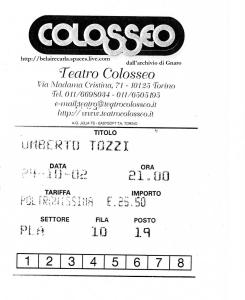 COLOSSEO
http://belairecarla.spaces.live.com
dall'archivio di Gnaro
Teatro Colosseo
Via Madama Cristina, 71 - 10125 Torino
Tel. 011/6698034 - 011/6505195
e-mail:teatro@teatrocolosseo.it
http://www.teatrocolosseo.it
TITOLO
UMBERTO TOZZI
DATA ORA
24-10-02 21.00
TARIFFA IMPORTO
POLTRONISSIMA €.25,50
SETTORE FILA POSTO
PLA 10 19
1 2 3 4 5 6 7 8